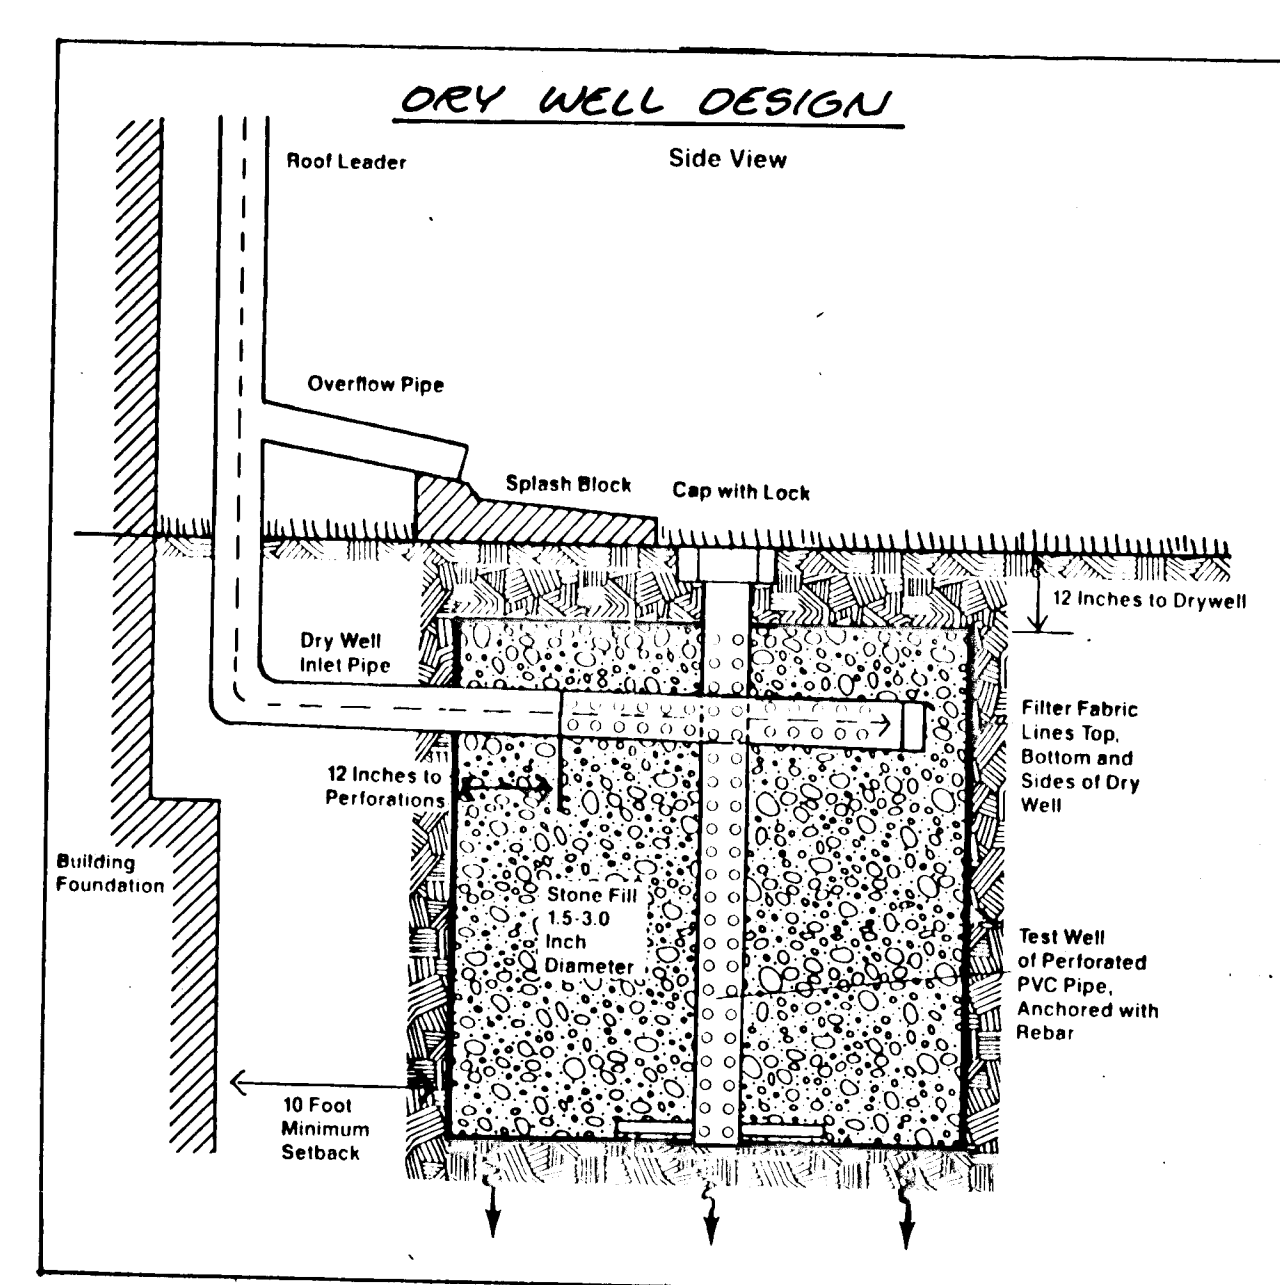 DRY WELL DESIGN
Side View
Roof Leader
Overflow Pipe
Splash Block
Cap with Lock
12 Inches to Drywell
Dry Well
Inlet Pipe
Filter Fabric
Lines Top,
Bottom and
Sides of Dry
Well
12 Inches to
Perforations
Building
Foundation
Stone Fill
1.5-3.0
Inch
Diameter
Test Well
of Perforated
PVC Pipe,
Anchored with
Rebar
10 Foot
Minimum
Setback